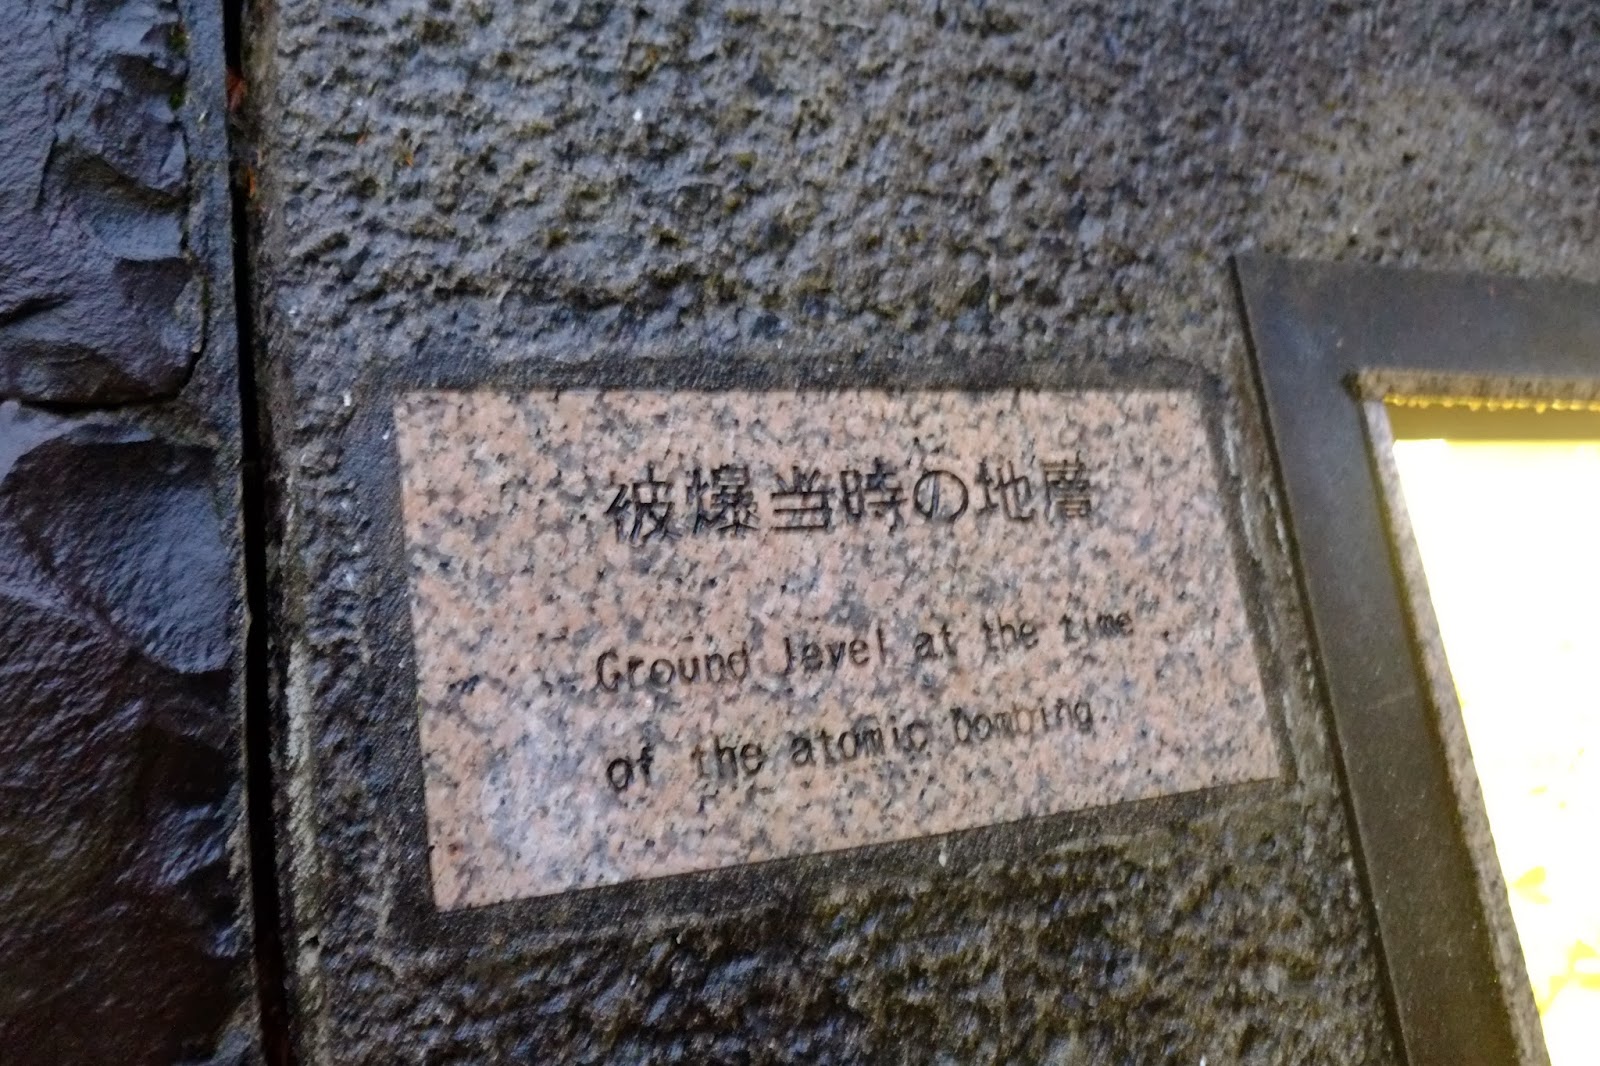 被爆当時の地層
Ground level at the time
of the atomic bombing.